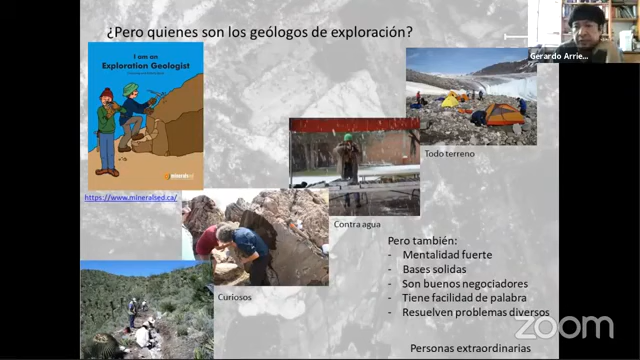 ¿Pero quienes son los geólogos de exploración?
Gerardo Arrie...
I am an
Exploration Geologist
mineralsed
https://www.mineralsed.ca/
Todo terreno
Contra agua
Curiosos
Pero también:
- Mentalidad fuerte
- Bases solidas
- Son buenos negociadores
- Tiene facilidad de palabra
- Resuelven problemas diversos
Personas extraordinarias
zoom